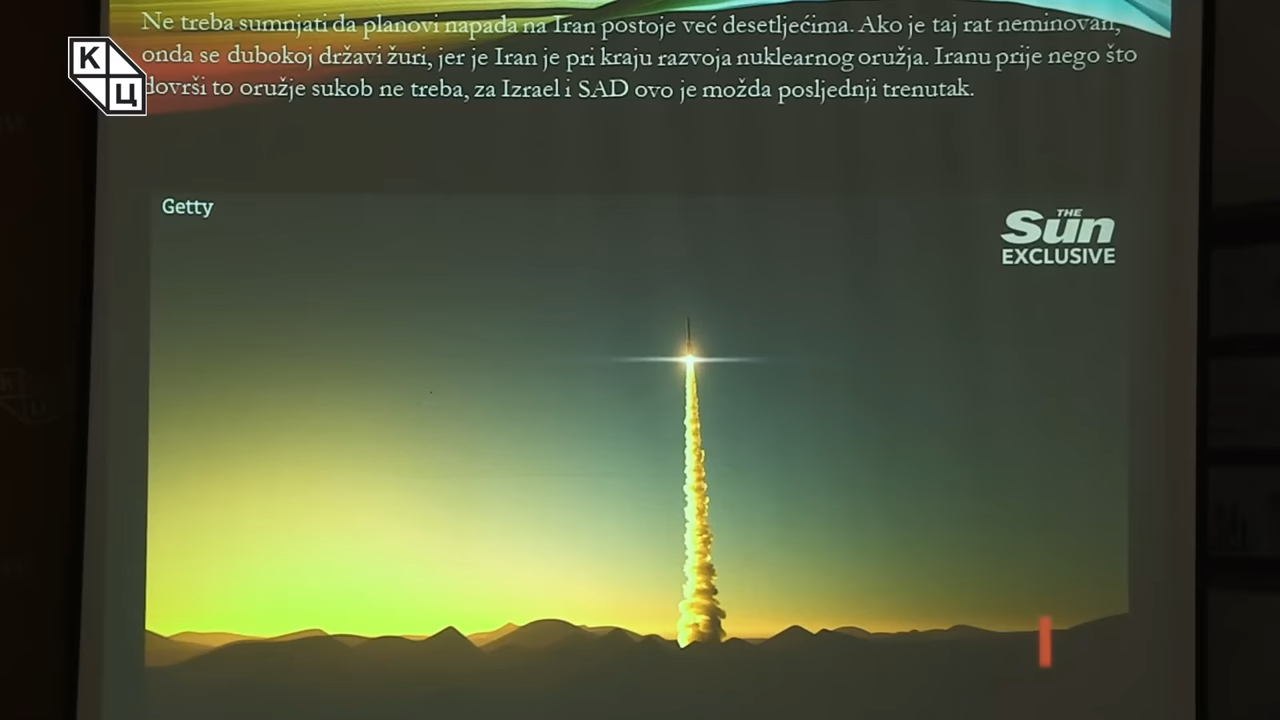 Ne treba sumnjati da planovi napada na Iran postoje već desetljećima. Ako je taj rat neminovan,
onda se dubokoj državi žuri, jer je Iran je pri kraju razvoja nuklearnog oružja. Iranu prije nego što
dovrši to oružje sukob ne treba, za Izrael i SAD ovo je možda posljednji trenutak.
К
Ц
Getty
THE
Sun
EXCLUSIVE